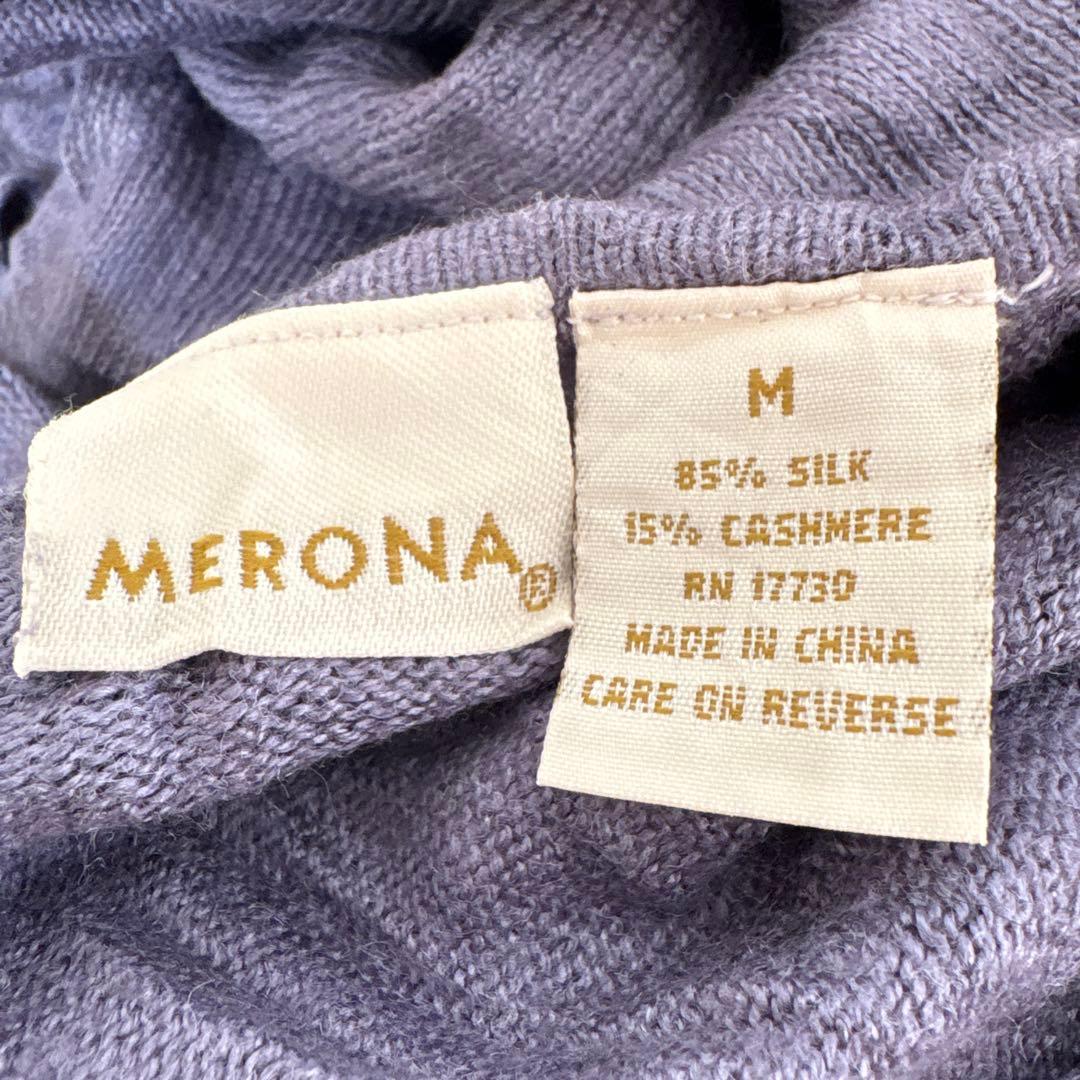 MERONA®
M
85% SILK
15% CASHMERE
RN 17730
MADE IN CHINA
CARE ON REVERSE